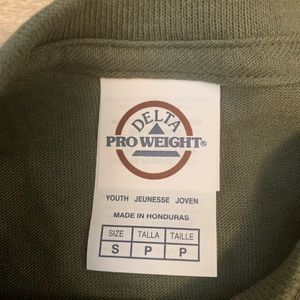 DELTA
PRO WEIGHT®
YOUTH JEUNESSE JOVEN
MADE IN HONDURAS
SIZE TALLA TAILLE
S P P